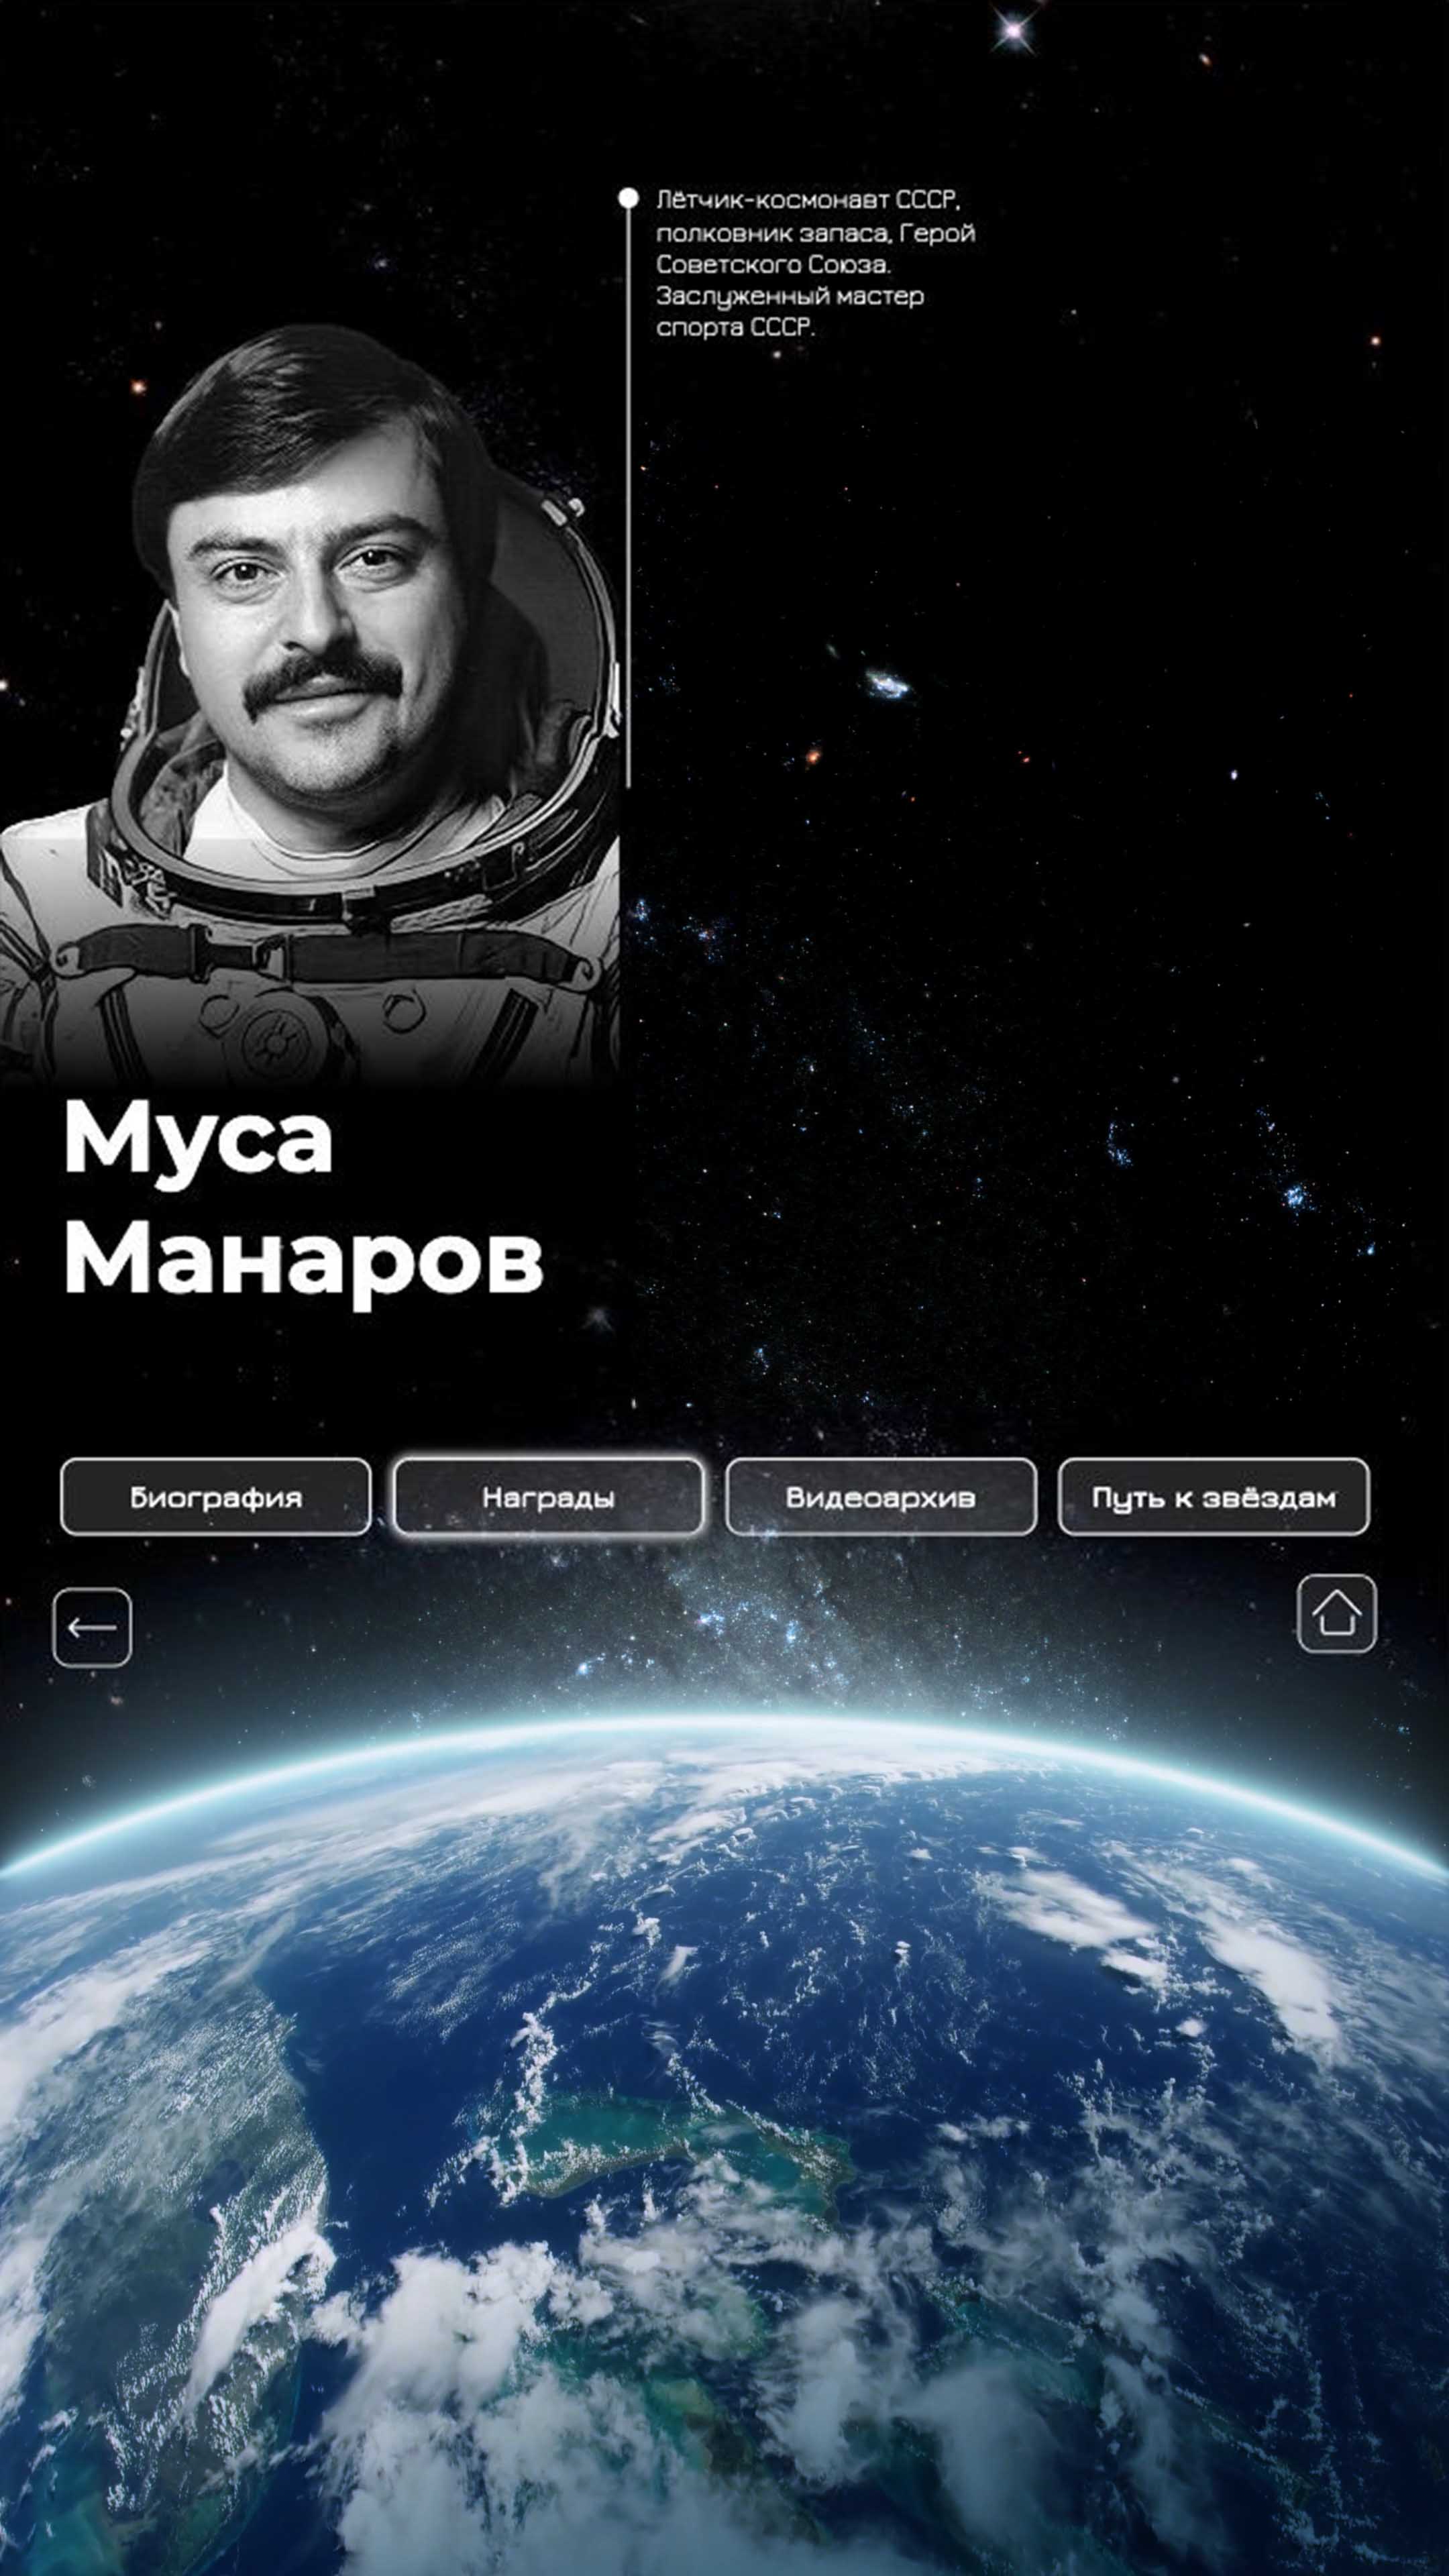 Лётчик-космонавт СССР,
полковник запаса, Герой
Советского Союза.
Заслуженный мастер
спорта СССР.
Муса
Манаров
Биография
Награды
Видеоархив
Путь к звёздам